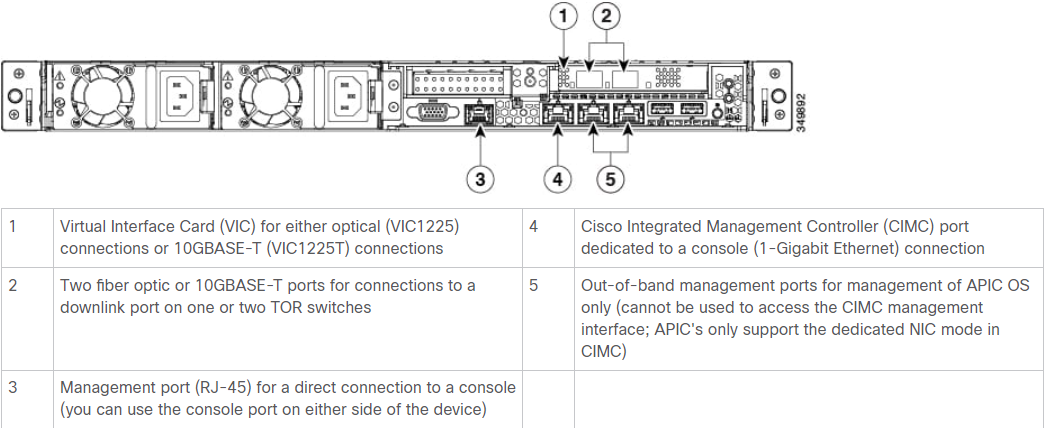 1
2
349892
3
4
5
1
Virtual Interface Card (VIC) for either optical (VIC1225)
connections or 10GBASE-T (VIC1225T) connections
4
Cisco Integrated Management Controller (CIMC) port
dedicated to a console (1-Gigabit Ethernet) connection
2
Two fiber optic or 10GBASE-T ports for connections to a
downlink port on one or two TOR switches
5
Out-of-band management ports for management of APIC OS
only (cannot be used to access the CIMC management
interface; APIC's only support the dedicated NIC mode in
CIMC)
3
Management port (RJ-45) for a direct connection to a console
(you can use the console port on either side of the device)